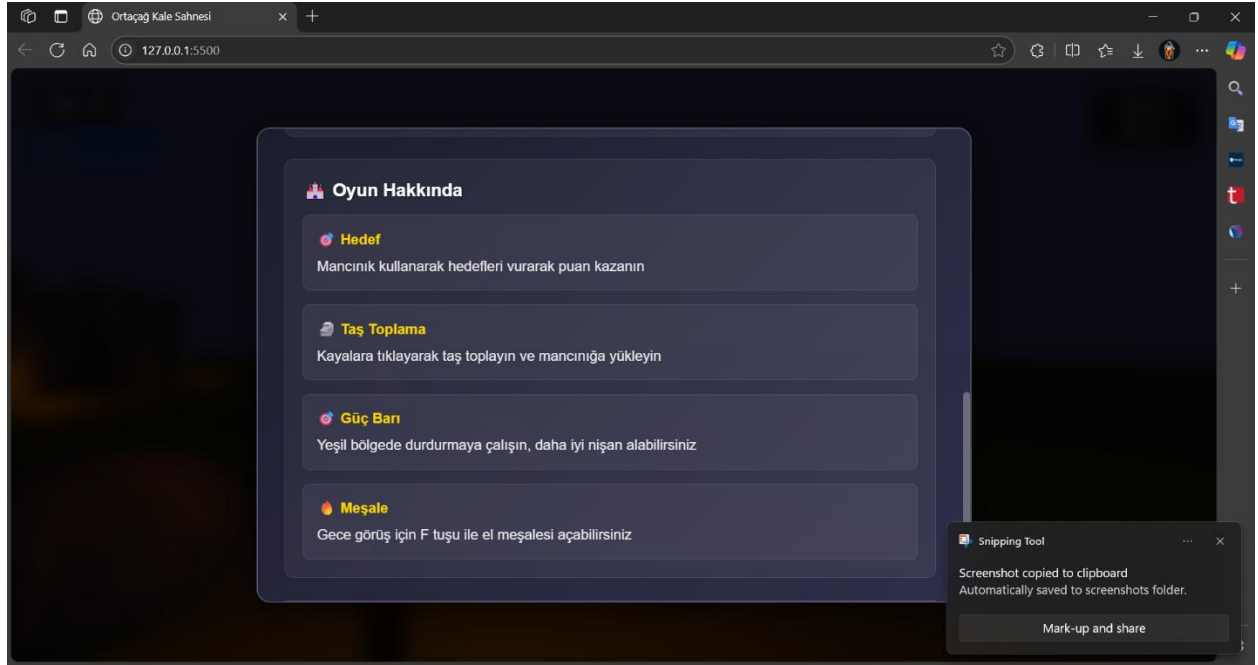 Ortaçağ Kale Sahnesi
127.0.0.1:5500
Oyun Hakkında
Hedef
Mancınık kullanarak hedefleri vurarak puan kazanın
Taş Toplama
Kayalara tıklayarak taş toplayın ve mancınığa yükleyin
Güç Barı
Yeşil bölgede durdurmaya çalışın, daha iyi nişan alabilirsiniz
Meşale
Gece görüş için F tuşu ile el meşalesi açabilirsiniz
Snipping Tool
Screenshot copied to clipboard
Automatically saved to screenshots folder.
Mark-up and share